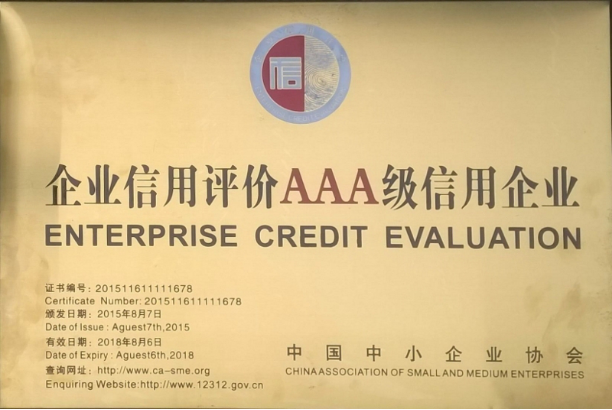 信
企业信用评价AAA级信用企业
ENTERPRISE CREDIT EVALUATION
证书编号: 201511611111678
Certificate Number: 201511611111678
颁发日期: 2015年8月7日
Date of Issue : Aguest7th,2015
有效日期: 2018年8月6日
Date of Expiry : Aguest6th,2018
查询网址: http://www.ca-sme.org
Enquiring Website:http://www.12312.gov.cn
中国中小企业协会
CHINA ASSOCIATION OF SMALL AND MEDIUM ENTERPRISES